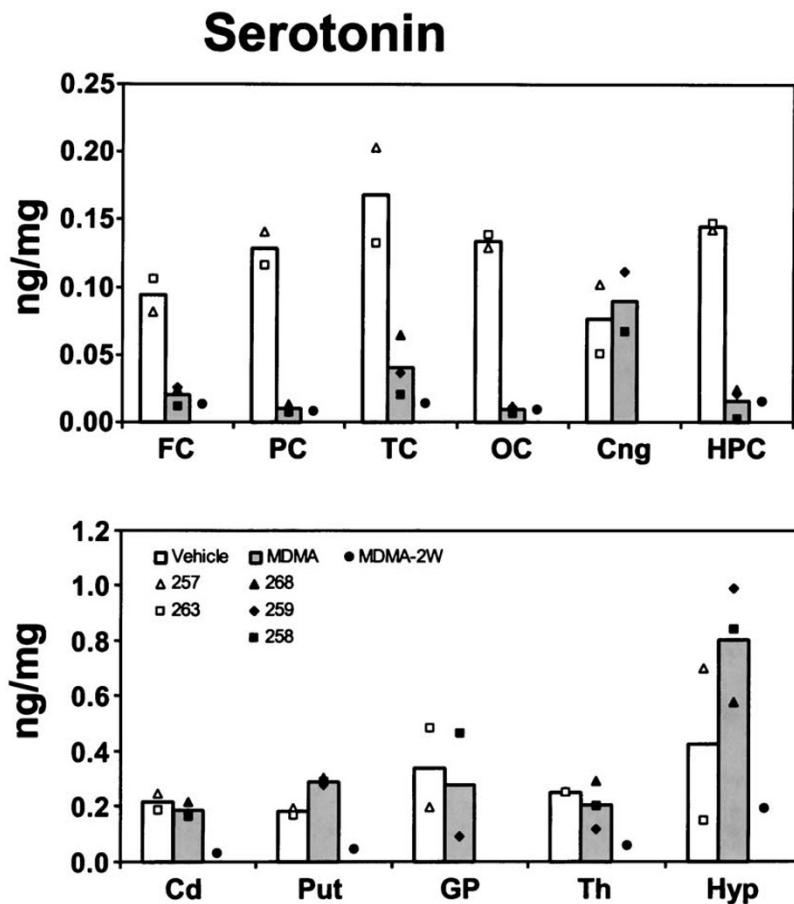 Serotonin
0.25
0.20
0.15
0.10
0.05
0.00
ng/mg
FC PC TC OC Cng HPC
1.2
1.0
0.8
0.6
0.4
0.2
0.0
ng/mg
Vehicle MDMA MDMA-2W
257 268
263 259
258
Cd Put GP Th Hyp